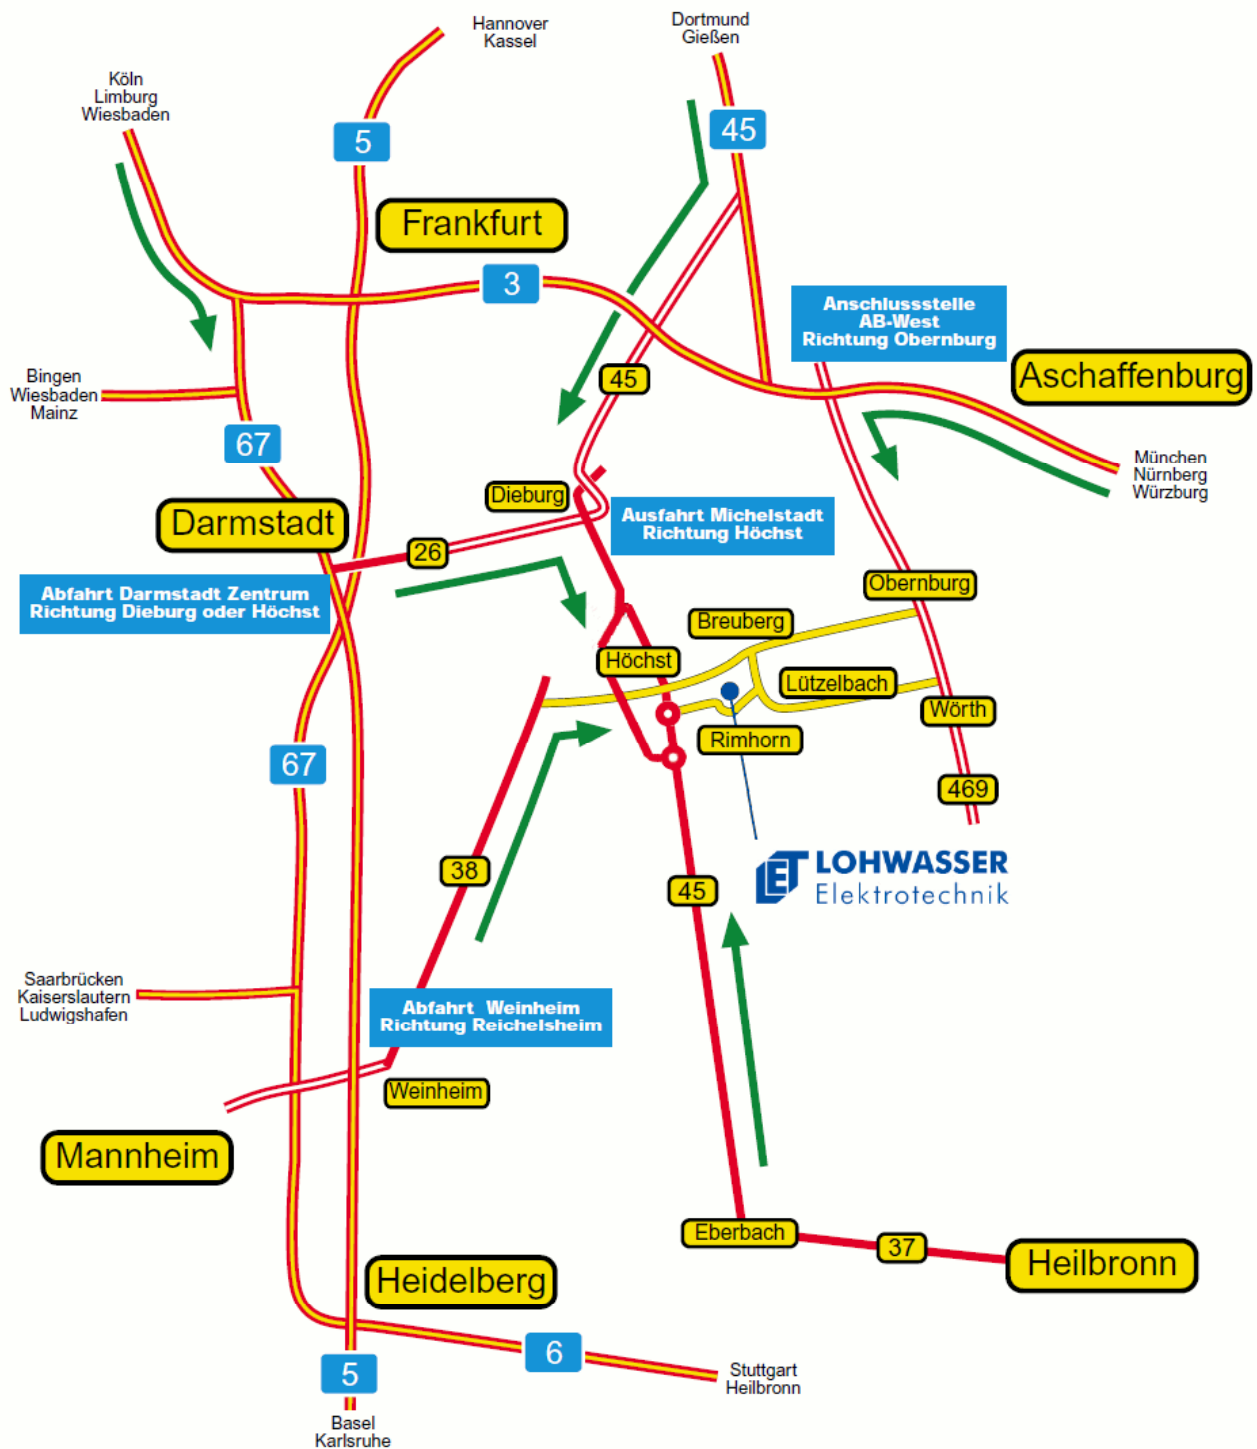 Hannover
Kassel
Dortmund
Gießen
Köln
Limburg
Wiesbaden
5
45
Frankfurt
3
Anschlussstelle
AB-West
Richtung Obernburg
Aschaffenburg
Bingen
Wiesbaden
Mainz
45
67
München
Nürnberg
Würzburg
Dieburg
Darmstadt
Ausfahrt Michelstadt
Richtung Höchst
26
Abfahrt Darmstadt Zentrum
Richtung Dieburg oder Höchst
Obernburg
Breuberg
Höchst
Lützelbach
Wörth
Rimhorn
67
469
38
45
LET LOHWASSER
Elektrotechnik
Saarbrücken
Kaiserslautern
Ludwigshafen
Abfahrt Weinheim
Richtung Reichelsheim
Weinheim
Mannheim
Eberbach
37
Heilbronn
Heidelberg
6
5
Stuttgart
Heilbronn
Basel
Karlsruhe